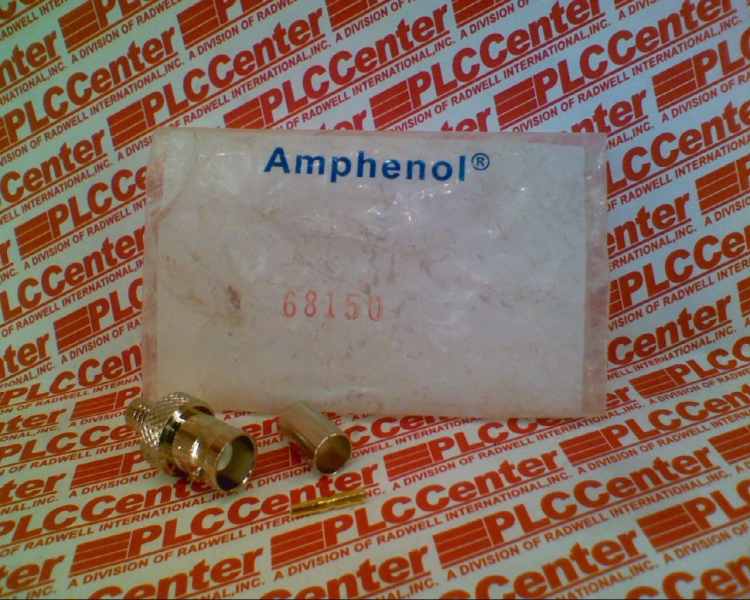 PLCCenter
A DIVISION OF RADWELL INTERNATIONAL, INC.
Amphenol®
68150